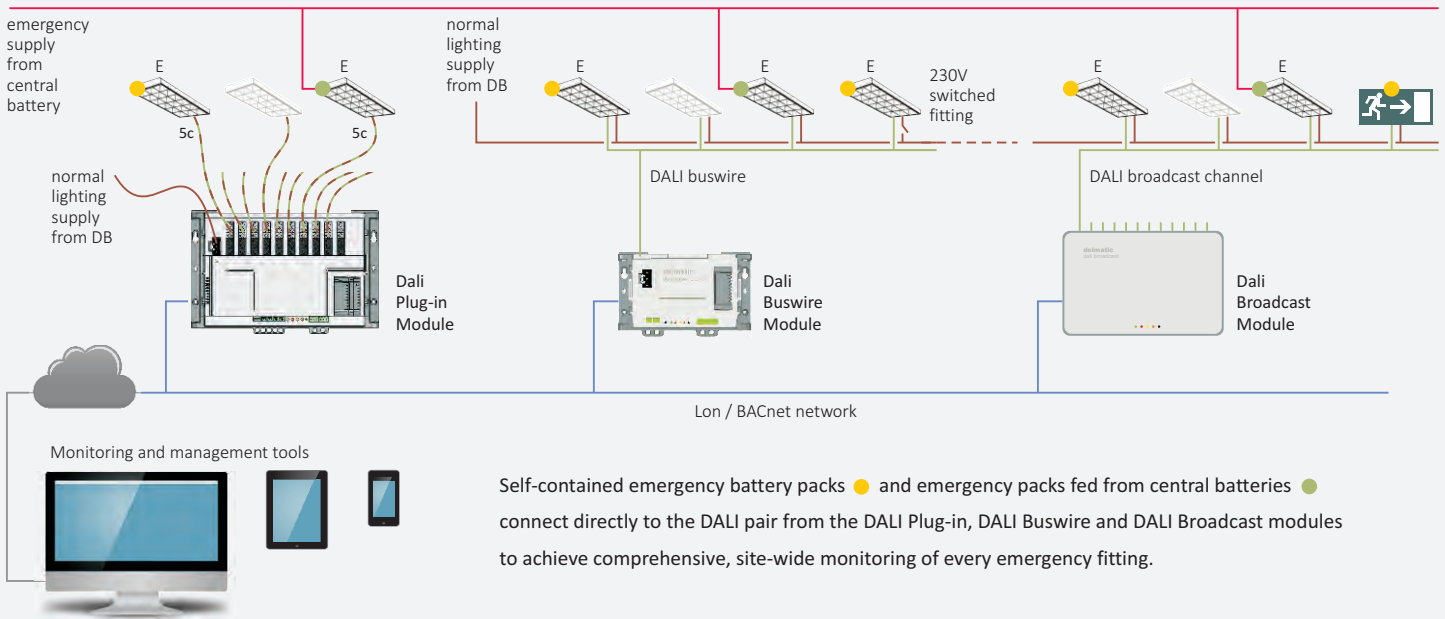 emergency
supply
from
central
battery
E
E
5c
5c
normal
lighting
supply
from DB
normal
lighting
supply
from DB
E
E
E
230V
switched
fitting
E
E
DALI buswire
DALI broadcast channel
Dali
Plug-in
Module
Dali
Buswire
Module
delmatic
dali broadcast
Dali
Broadcast
Module
Lon / BACnet network
Monitoring and management tools
Self-contained emergency battery packs and emergency packs fed from central batteries
connect directly to the DALI pair from the DALI Plug-in, DALI Buswire and DALI Broadcast modules
to achieve comprehensive, site-wide monitoring of every emergency fitting.